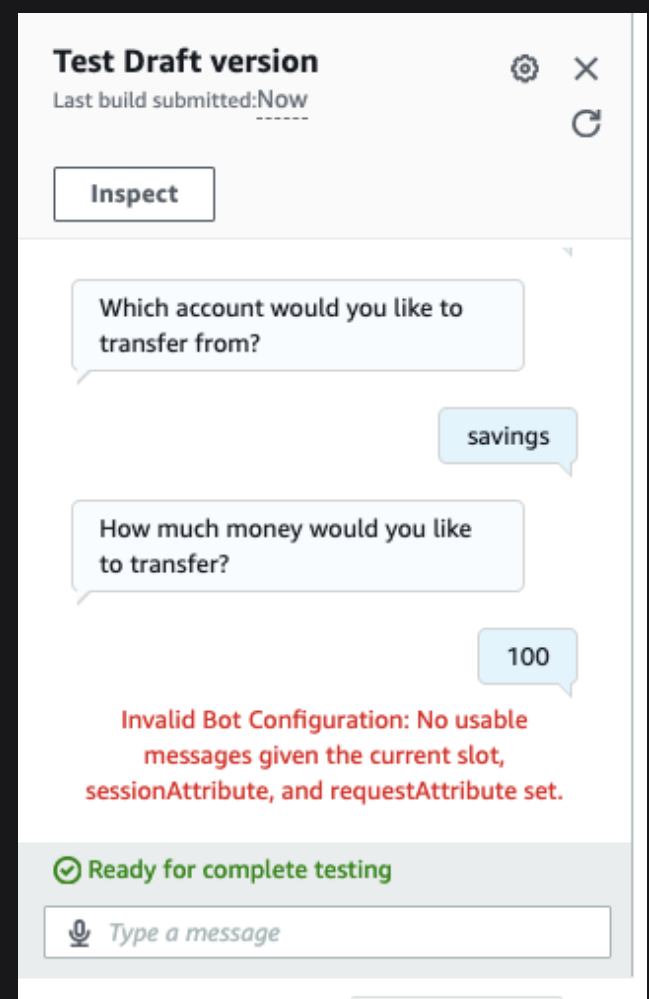 Test Draft version
Last build submitted:Now
Inspect
Which account would you like to
transfer from?
savings
How much money would you like
to transfer?
100
Invalid Bot Configuration: No usable
messages given the current slot,
sessionAttribute, and requestAttribute set.
Ready for complete testing
Type a message